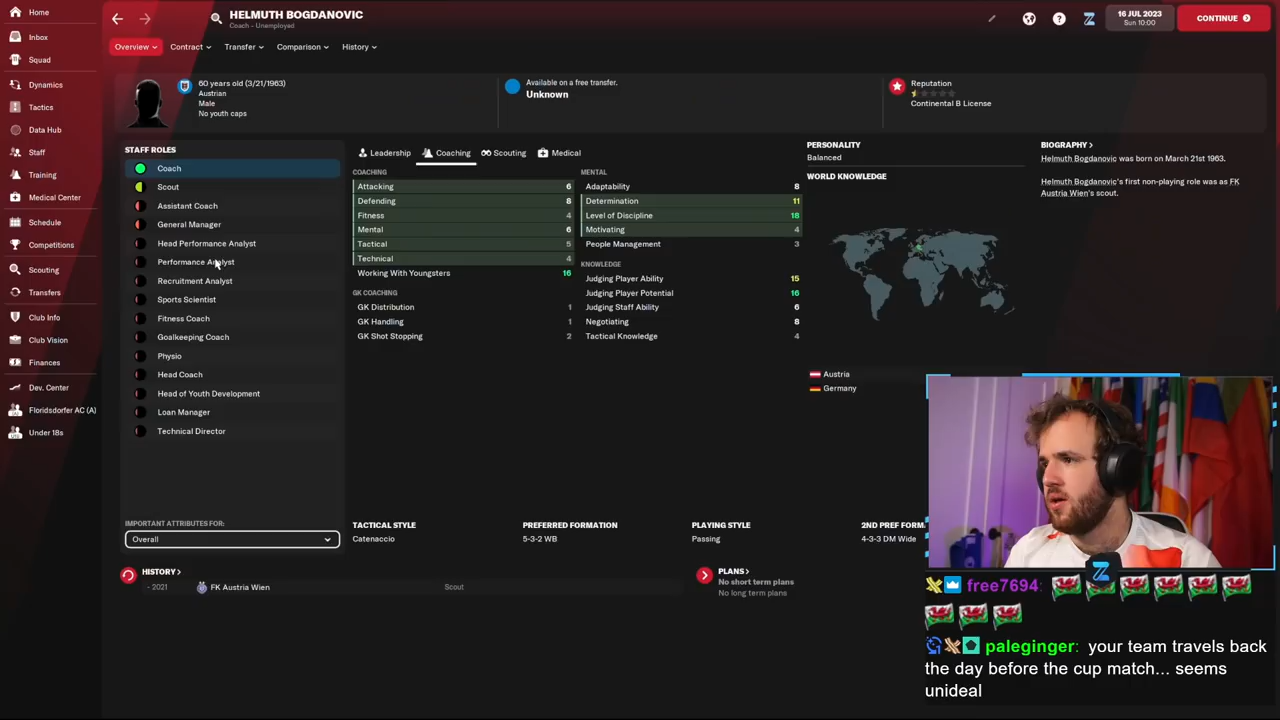 Home
Inbox
Squad
Dynamics
Tactics
Data Hub
Staff
Training
Medical Center
Schedule
Competitions
Scouting
Transfers
Club Info
Club Vision
Finances
Dev. Center
Floridsdorfer AC (A)
Under 18s
HELMUTH BOGDANOVIC
Coach - Unemployed
16 JUL 2023
Sun 10:00
CONTINUE
Overview
Contract
Transfer
Comparison
History
60 years old (3/21/1963)
Austrian
Male
No youth caps
Available on a free transfer.
Unknown
Reputation
Continental B License
STAFF ROLES
Coach
Scout
Assistant Coach
General Manager
Head Performance Analyst
Performance Analyst
Recruitment Analyst
Sports Scientist
Fitness Coach
Goalkeeping Coach
Physio
Head Coach
Head of Youth Development
Loan Manager
Technical Director
IMPORTANT ATTRIBUTES FOR:
Overall
Leadership
Coaching
Scouting
Medical
COACHING
Attacking 6
Defending 8
Fitness 4
Mental 6
Tactical 5
Technical 4
Working With Youngsters 16
GK COACHING
GK Distribution 1
GK Handling 1
GK Shot Stopping 2
MENTAL
Adaptability 8
Determination 11
Level of Discipline 18
Motivating 4
People Management 3
KNOWLEDGE
Judging Player Ability 15
Judging Player Potential 16
Judging Staff Ability 6
Negotiating 8
Tactical Knowledge 4
PERSONALITY
Balanced
WORLD KNOWLEDGE
Austria
Germany
BIOGRAPHY
Helmuth Bogdanovic was born on March 21st 1963.
Helmuth Bogdanovic's first non-playing role was as FK
Austria Wien's scout.
TACTICAL STYLE
Catenaccio
PREFERRED FORMATION
5-3-2 WB
PLAYING STYLE
Passing
2ND PREF FORM
4-3-3 DM Wide
HISTORY
- 2021 FK Austria Wien Scout
PLANS
No short term plans
No long term plans
free7694:
paleginger: your team travels back
the day before the cup match... seems
unideal